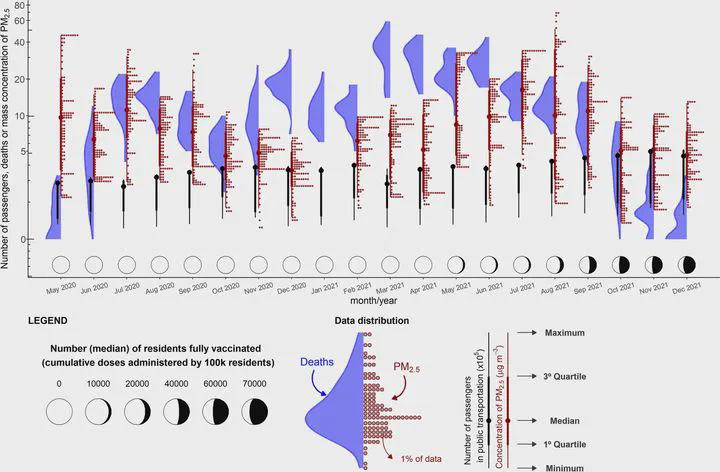 80
60
40
20
10
5
0
Number of passengers, deaths or mass concentration of PM2.5
May 2020
Jun 2020
Jul 2020
Aug 2020
Sep 2020
Oct 2020
Nov 2020
Dec 2020
Jan 2021
Feb 2021
Mar 2021
Apr 2021
May 2021
Jun 2021
Jul 2021
Aug 2021
Sep 2021
Oct 2021
Nov 2021
Dec 2021
month/year
LEGEND
Number (median) of residents fully vaccinated
(cumulative doses administered by 100k residents)
0 10000 20000 40000 60000 70000
Data distribution
Deaths
PM2.5
1% of data
Number of passengers
in public transportation (x10⁵)
Concentration of PM2.5 (µg m⁻³)
Maximum
3º Quartile
Median
1º Quartile
Minimum